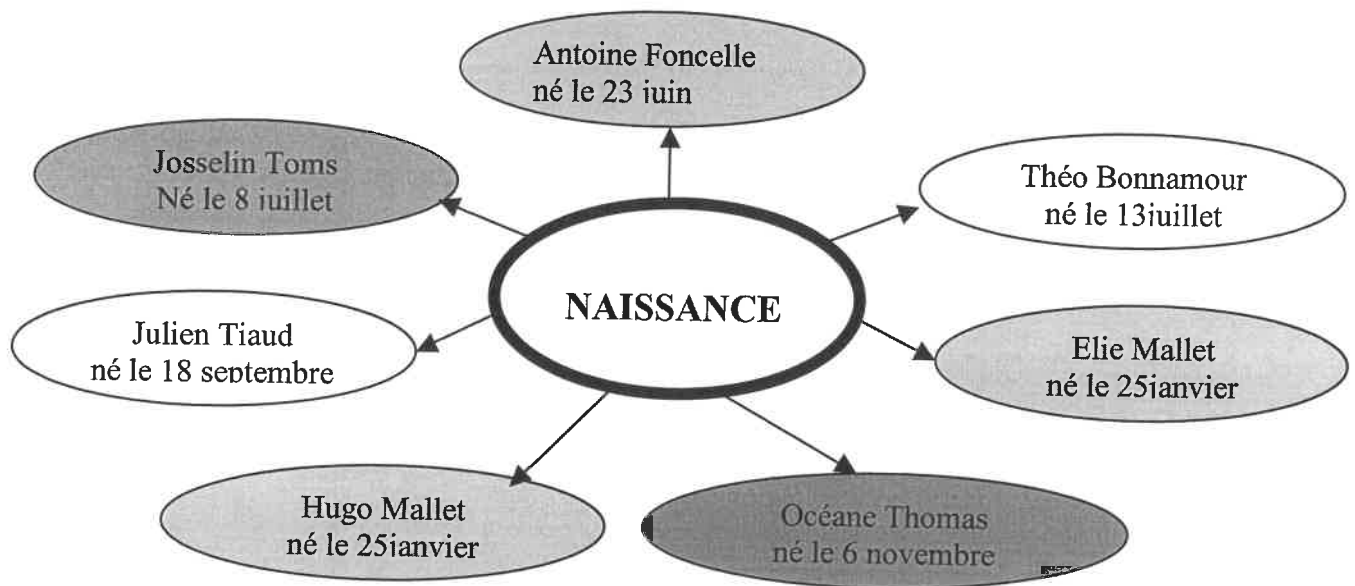 Antoine Foncelle
né le 23 juin
Josselin Toms
Né le 8 juillet
Théo Bonnamour
né le 13juillet
NAISSANCE
Julien Tiaud
né le 18 septembre
Elie Mallet
né le 25janvier
Hugo Mallet
né le 25janvier
Océane Thomas
né le 6 novembre